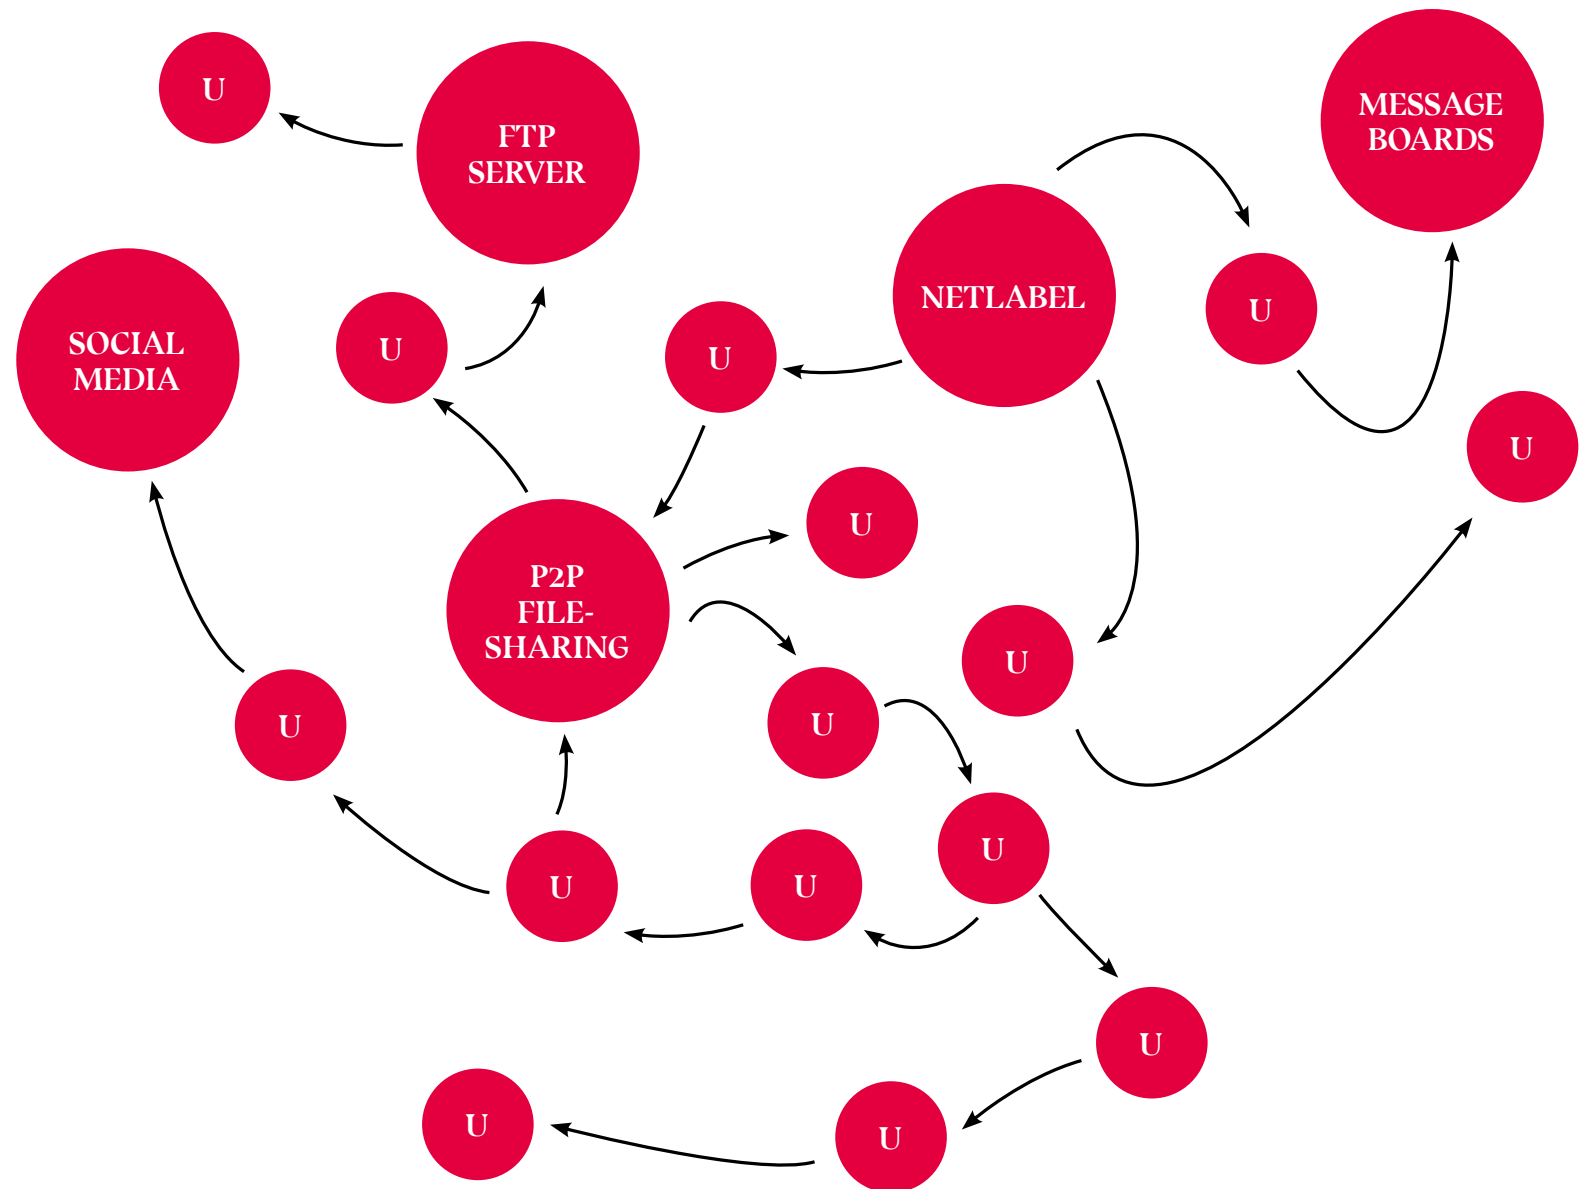 U
FTP
SERVER
MESSAGE
BOARDS
NETLABEL
U
SOCIAL
MEDIA
U
U
U
U
P2P
FILE-
SHARING
U
U
U
U
U
U
U
U
U